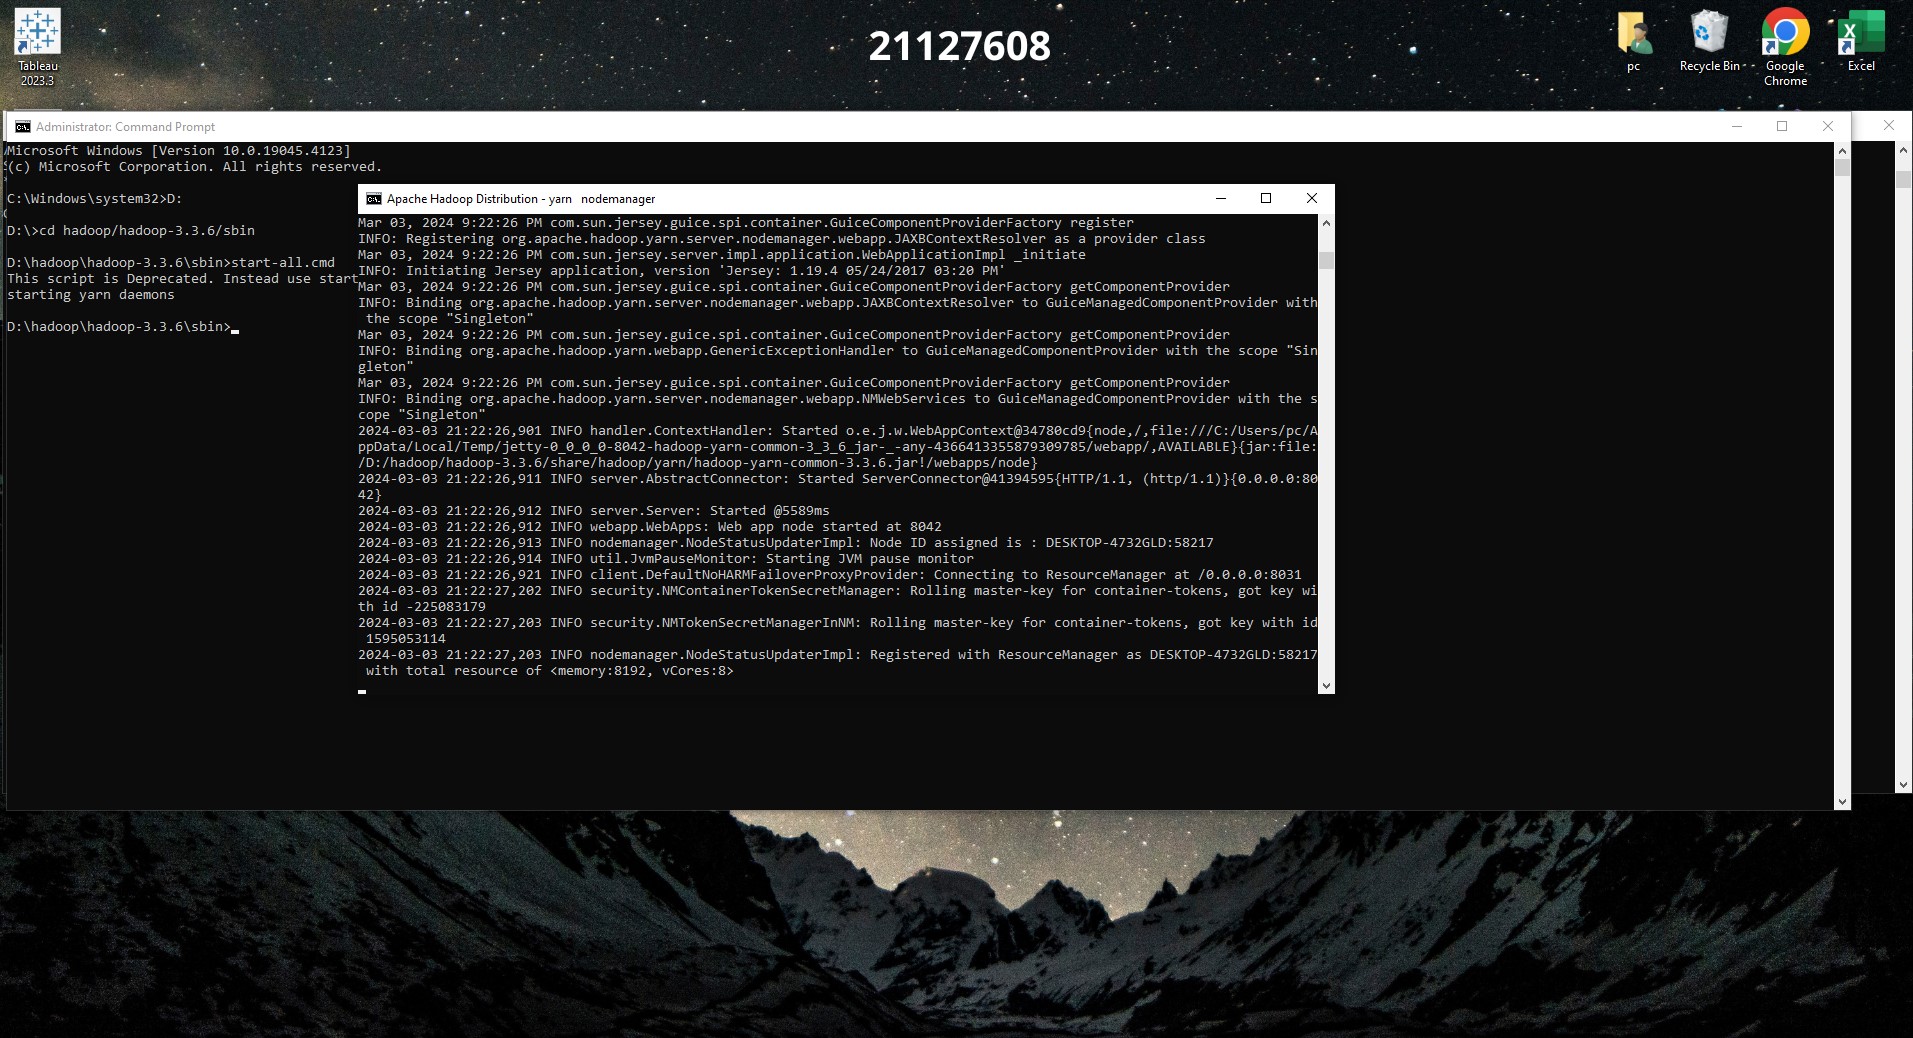 Tableau
2023.3
21127608
pc
Recycle Bin
Google
Chrome
Excel
Administrator: Command Prompt
Microsoft Windows [Version 10.0.19045.4123]
(c) Microsoft Corporation. All rights reserved.
C:\Windows\system32>D:
D:\>cd hadoop/hadoop-3.3.6/sbin
D:\hadoop\hadoop-3.3.6\sbin>start-all.cmd
This script is Deprecated. Instead use start
starting yarn daemons
D:\hadoop\hadoop-3.3.6\sbin>
Apache Hadoop Distribution - yarn   nodemanager
Mar 03, 2024 9:22:26 PM com.sun.jersey.guice.spi.container.GuiceComponentProviderFactory register
INFO: Registering org.apache.hadoop.yarn.server.nodemanager.webapp.JAXBContextResolver as a provider class
Mar 03, 2024 9:22:26 PM com.sun.jersey.server.impl.application.WebApplicationImpl _initiate
INFO: Initiating Jersey application, version 'Jersey: 1.19.4 05/24/2017 03:20 PM'
Mar 03, 2024 9:22:26 PM com.sun.jersey.guice.spi.container.GuiceComponentProviderFactory getComponentProvider
INFO: Binding org.apache.hadoop.yarn.server.nodemanager.webapp.JAXBContextResolver to GuiceManagedComponentProvider with
 the scope "Singleton"
Mar 03, 2024 9:22:26 PM com.sun.jersey.guice.spi.container.GuiceComponentProviderFactory getComponentProvider
INFO: Binding org.apache.hadoop.yarn.webapp.GenericExceptionHandler to GuiceManagedComponentProvider with the scope "Sin
gleton"
Mar 03, 2024 9:22:26 PM com.sun.jersey.guice.spi.container.GuiceComponentProviderFactory getComponentProvider
INFO: Binding org.apache.hadoop.yarn.server.nodemanager.webapp.NMWebServices to GuiceManagedComponentProvider with the s
cope "Singleton"
2024-03-03 21:22:26,901 INFO handler.ContextHandler: Started o.e.j.w.WebAppContext@34780cd9{node,/,file:///C:/Users/pc/A
ppData/Local/Temp/jetty-0_0_0_0-8042-hadoop-yarn-common-3_3_6_jar-_-any-4366413355879309785/webapp/,AVAILABLE}{jar:file:
/D:/hadoop/hadoop-3.3.6/share/hadoop/yarn/hadoop-yarn-common-3.3.6.jar!/webapps/node}
2024-03-03 21:22:26,911 INFO server.AbstractConnector: Started ServerConnector@41394595{HTTP/1.1, (http/1.1)}{0.0.0.0:80
42}
2024-03-03 21:22:26,912 INFO server.Server: Started @5589ms
2024-03-03 21:22:26,912 INFO webapp.WebApps: Web app node started at 8042
2024-03-03 21:22:26,913 INFO nodemanager.NodeStatusUpdaterImpl: Node ID assigned is : DESKTOP-4732GLD:58217
2024-03-03 21:22:26,914 INFO util.JvmPauseMonitor: Starting JVM pause monitor
2024-03-03 21:22:26,921 INFO client.DefaultNoHARMFailoverProxyProvider: Connecting to ResourceManager at /0.0.0.0:8031
2024-03-03 21:22:27,202 INFO security.NMContainerTokenSecretManager: Rolling master-key for container-tokens, got key wi
th id -225083179
2024-03-03 21:22:27,203 INFO security.NMTokenSecretManagerInNM: Rolling master-key for container-tokens, got key with id
 1595053114
2024-03-03 21:22:27,203 INFO nodemanager.NodeStatusUpdaterImpl: Registered with ResourceManager as DESKTOP-4732GLD:58217
 with total resource of <memory:8192, vCores:8>